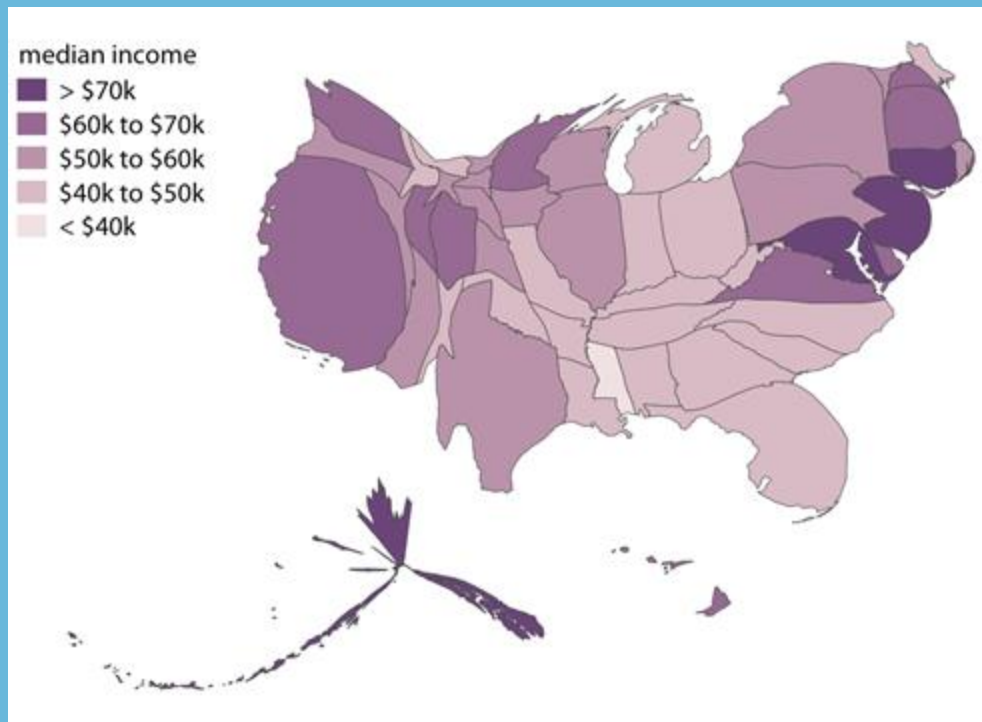 median income
> $70k
$60k to $70k
$50k to $60k
$40k to $50k
< $40k